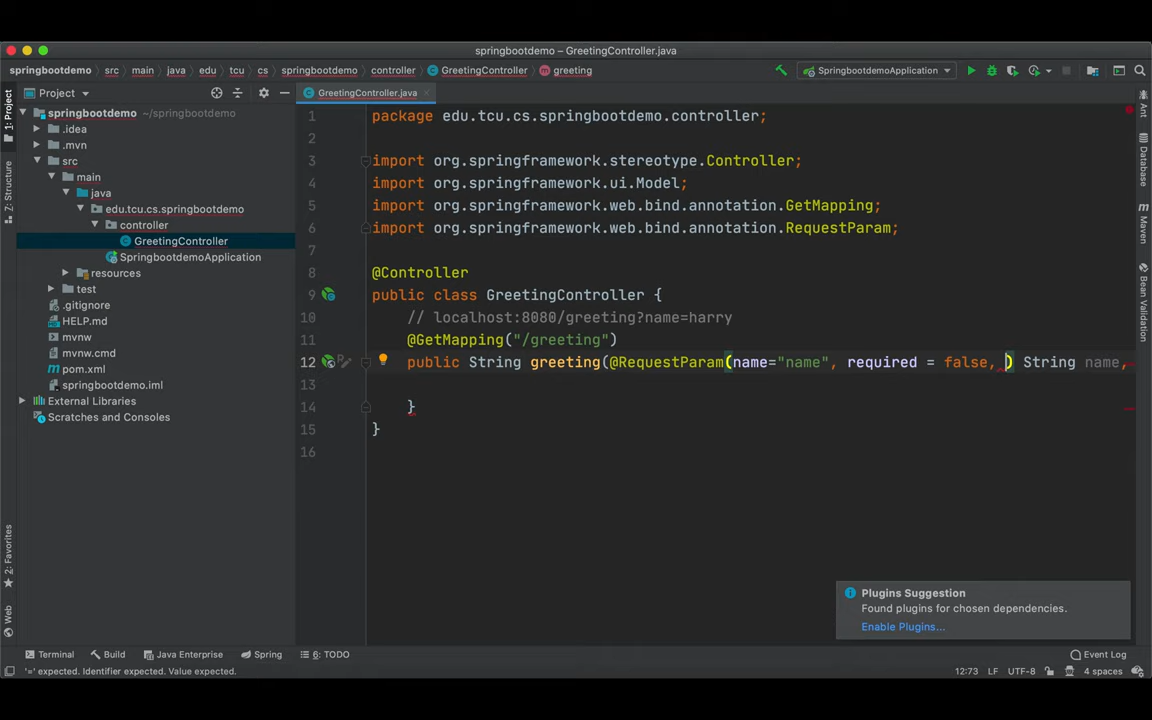 springbootdemo – GreetingController.java
springbootdemo src main java edu tcu cs springbootdemo controller GreetingController greeting SpringbootdemoApplication
1: Project
7: Structure
2: Favorites
Web
Project
springbootdemo ~/springbootdemo
.idea
.mvn
src
main
java
edu.tcu.cs.springbootdemo
controller
GreetingController
SpringbootdemoApplication
resources
test
.gitignore
HELP.md
mvnw
mvnw.cmd
pom.xml
springbootdemo.iml
External Libraries
Scratches and Consoles
GreetingController.java
1 package edu.tcu.cs.springbootdemo.controller;
2
3 import org.springframework.stereotype.Controller;
4 import org.springframework.ui.Model;
5 import org.springframework.web.bind.annotation.GetMapping;
6 import org.springframework.web.bind.annotation.RequestParam;
7
8 @Controller
9 public class GreetingController {
10 // localhost:8080/greeting?name=harry
11 @GetMapping("/greeting")
12 public String greeting(@RequestParam(name="name", required = false, ) String name,
13
14 }
15 }
16
Ant
Database
Maven
Bean Validation
Plugins Suggestion
Found plugins for chosen dependencies.
Enable Plugins...
Terminal Build Java Enterprise Spring 6: TODO Event Log
'=' expected. Identifier expected. Value expected. 12:73 LF UTF-8 4 spaces